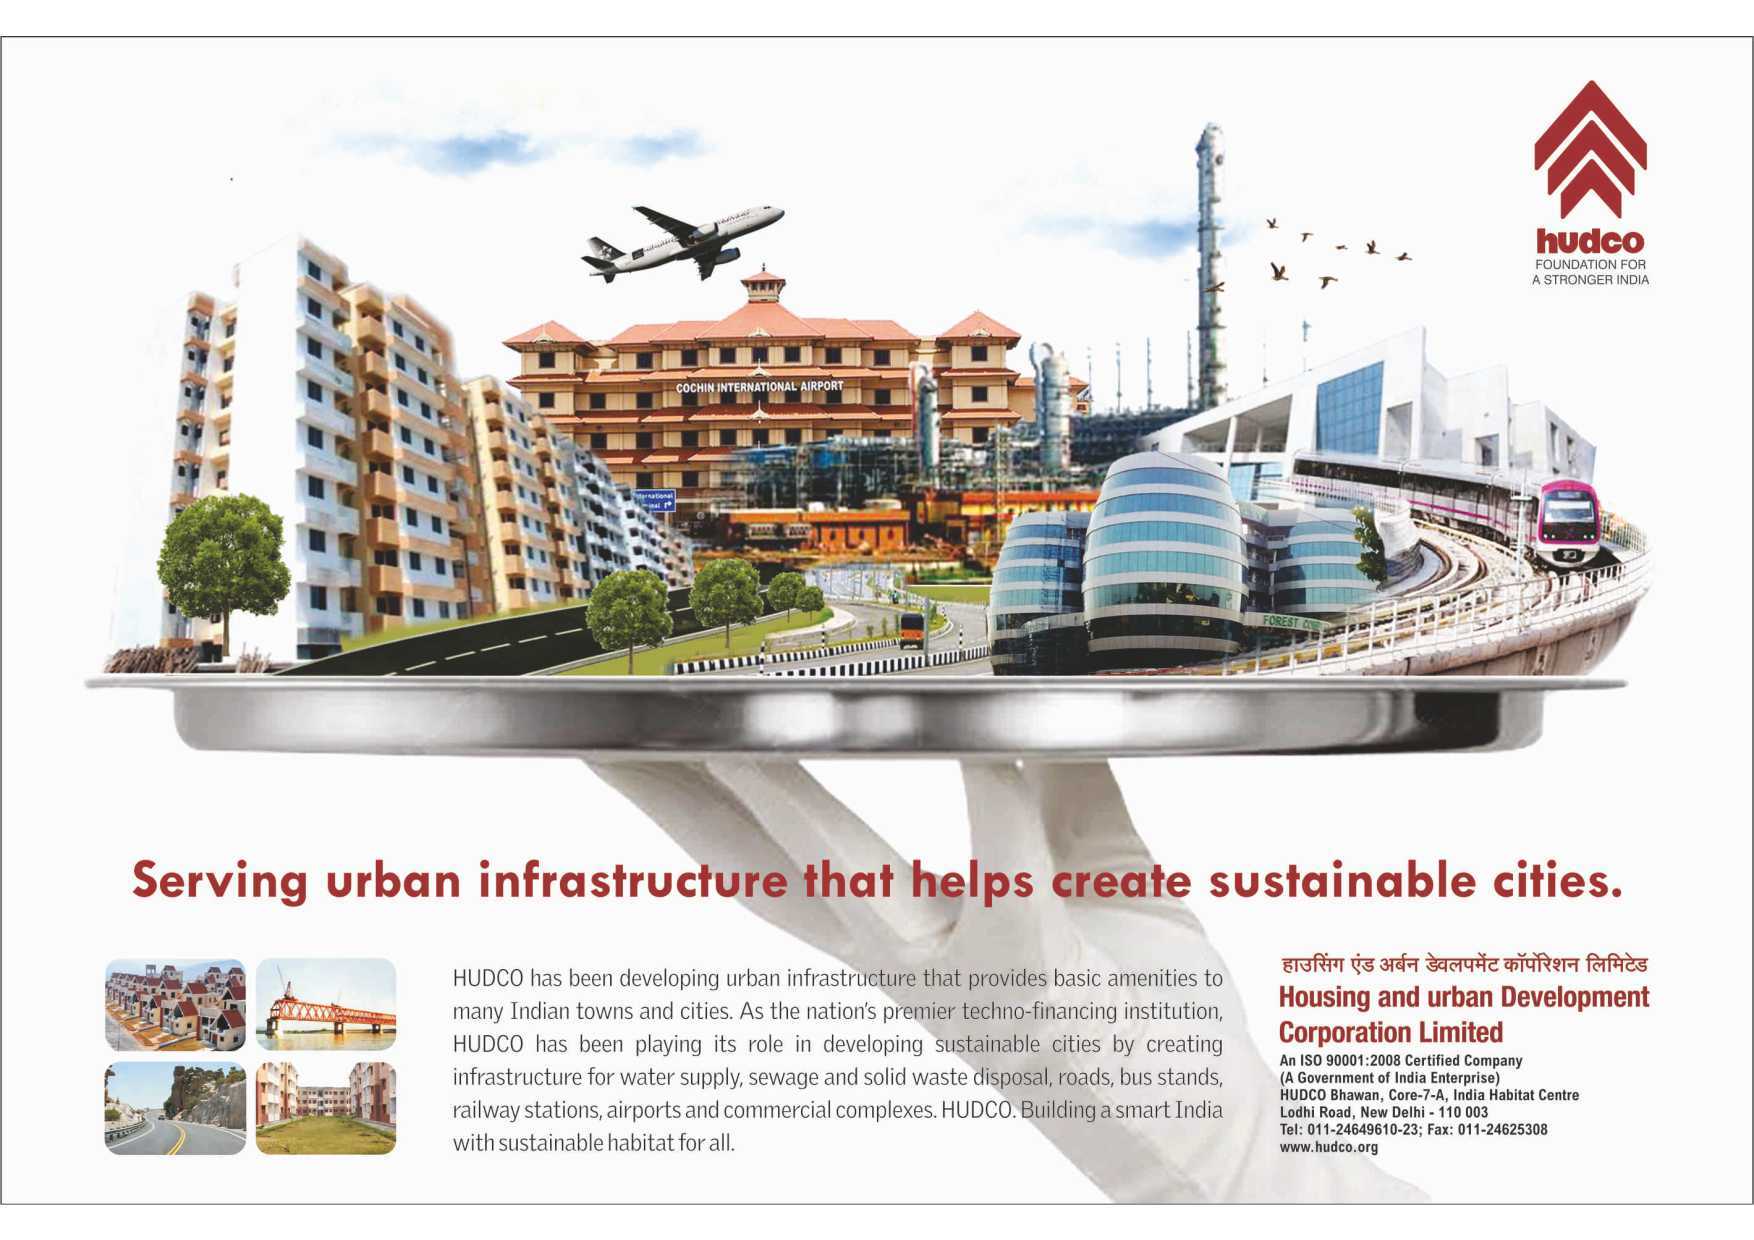 hudco
FOUNDATION FOR
A STRONGER INDIA
COCHIN INTERNATIONAL AIRPORT
FOREST
Serving urban infrastructure that helps create sustainable cities.
HUDCO has been developing urban infrastructure that provides basic amenities to
many Indian towns and cities. As the nation's premier techno-financing institution,
HUDCO has been playing its role in developing sustainable cities by creating
infrastructure for water supply, sewage and solid waste disposal, roads, bus stands,
railway stations, airports and commercial complexes. HUDCO. Building a smart India
with sustainable habitat for all.
हाउसिंग एंड अर्बन डेवलपमेंट कॉर्पोरेशन लिमिटेड
Housing and urban Development
Corporation Limited
An ISO 90001:2008 Certified Company
(A Government of India Enterprise)
HUDCO Bhawan, Core-7-A, India Habitat Centre
Lodhi Road, New Delhi - 110 003
Tel: 011-24649610-23; Fax: 011-24625308
www.hudco.org